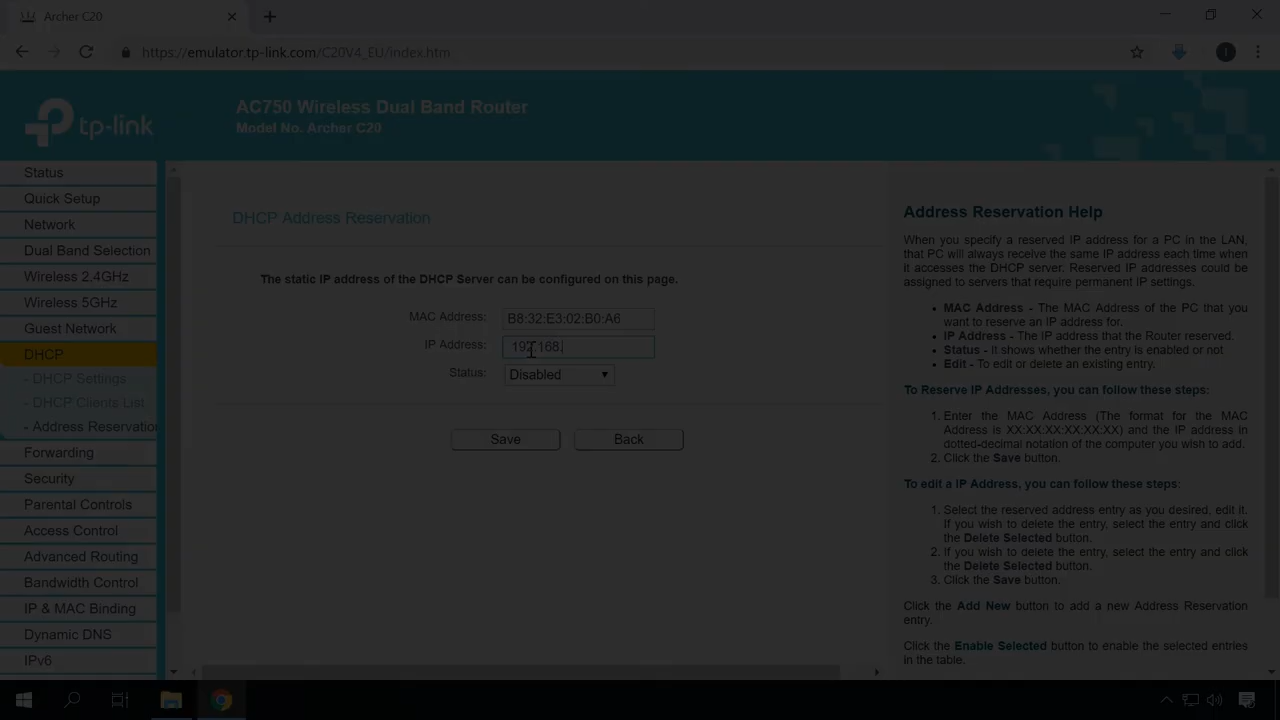 Archer C20
https://emulator.tp-link.com/C20V4_EU/index.htm
I
tp-link
AC750 Wireless Dual Band Router
Model No. Archer C20
Status
Quick Setup
Network
Dual Band Selection
Wireless 2.4GHz
Wireless 5GHz
Guest Network
DHCP
- DHCP Settings
- DHCP Clients List
- Address Reservation
Forwarding
Security
Parental Controls
Access Control
Advanced Routing
Bandwidth Control
IP & MAC Binding
Dynamic DNS
IPv6
DHCP Address Reservation
The static IP address of the DHCP Server can be configured on this page.
MAC Address: B8:32:E3:02:B0:A6
IP Address: 192.168.
Status: Disabled
Save Back
Address Reservation Help
When you specify a reserved IP address for a PC in the LAN,
that PC will always receive the same IP address each time when
it accesses the DHCP server. Reserved IP addresses could be
assigned to servers that require permanent IP settings.
• MAC Address - The MAC Address of the PC that you
want to reserve an IP address for.
• IP Address - The IP address that the Router reserved.
• Status - It shows whether the entry is enabled or not
• Edit - To edit or delete an existing entry.
To Reserve IP Addresses, you can follow these steps:
1. Enter the MAC Address (The format for the MAC
Address is XX:XX:XX:XX:XX:XX) and the IP address in
dotted-decimal notation of the computer you wish to add.
2. Click the Save button.
To edit a IP Address, you can follow these steps:
1. Select the reserved address entry as you desired, edit it.
If you wish to delete the entry, select the entry and click
the Delete Selected button.
2. If you wish to delete the entry, select the entry and click
the Delete Selected button.
3. Click the Save button.
Click the Add New button to add a new Address Reservation
entry.
Click the Enable Selected button to enable the selected entries
in the table.